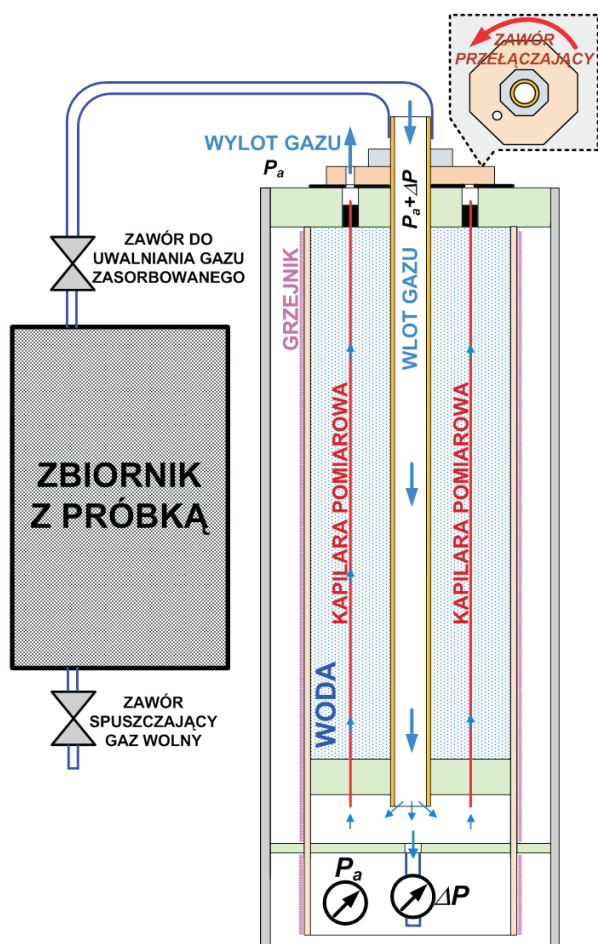 ZAWÓR
PRZEŁĄCZAJACY
WYLOT GAZU
Pa
Pa+ΔP
ZAWÓR DO
UWALNIANIA GAZU
ZASORBOWANEGO
GRZEJNIK
WLOT GAZU
KAPILARA POMIAROWA
KAPILARA POMIAROWA
ZBIORNIK
Z PRÓBKĄ
WODA
ZAWÓR
SPUSZCZAJĄCY
GAZ WOLNY
Pa
ΔP